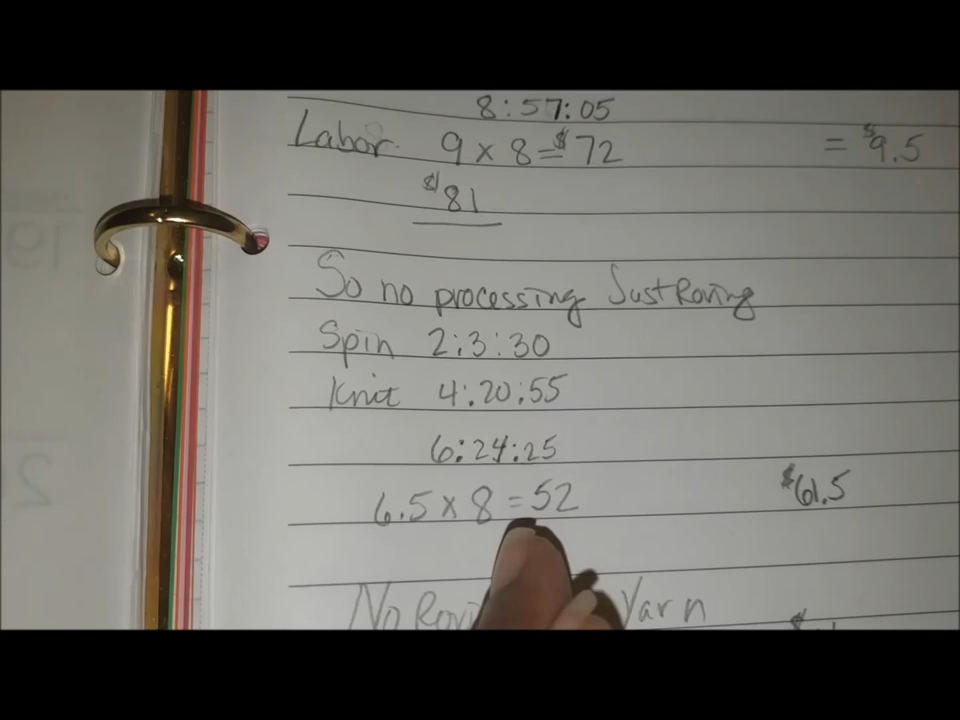 8:57:05
Labor. 9 x 8 = $72 = $9.5
$81
So no processing Just Roving
Spin 2:3:30
Knit 4:20:55
6:24:25
6.5 x 8 = 52 $61.5
No Yarn